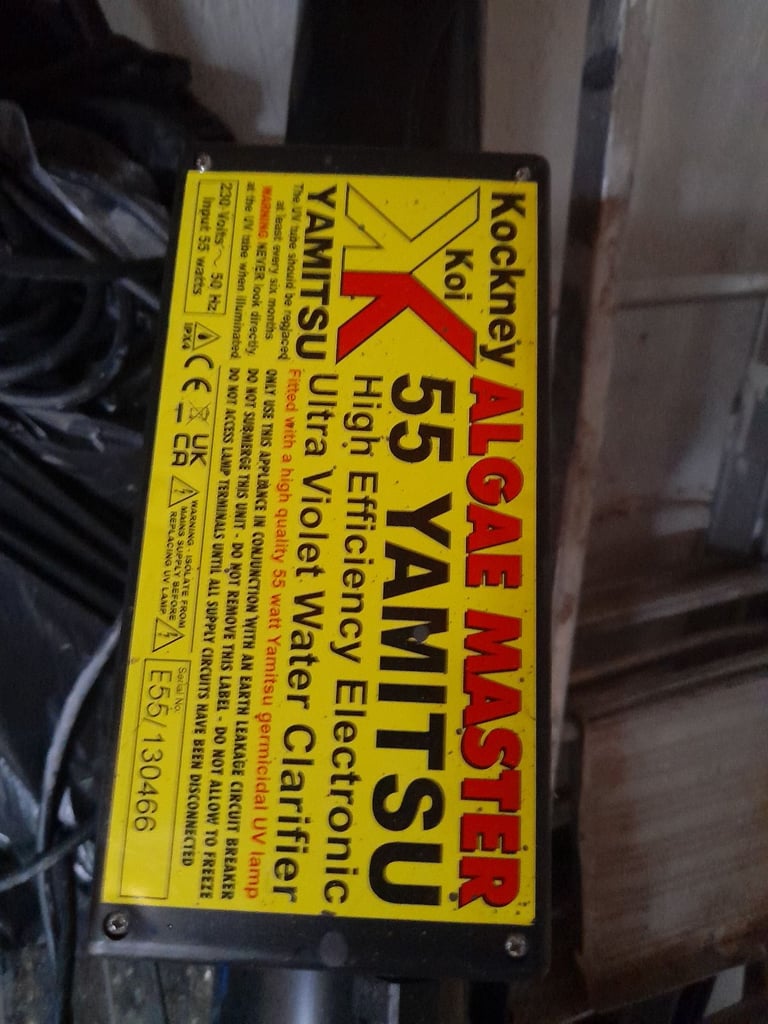 Kockney
Koi
ALGAE MASTER
55 YAMITSU
High Efficiency Electronic
YAMITSU
Ultra Violet Water Clarifier
The UV tube should be replaced
at least every six months
WARNING NEVER look directly
at the UV tube when illuminated
Fitted with a high quality 55 watt Yamitsu germicidal UV lamp
ONLY USE THIS APPLIANCE IN CONJUNCTION WITH AN EARTH LEAKAGE CIRCUIT BREAKER
DO NOT SUBMERGE THIS UNIT - DO NOT REMOVE THIS LABEL - DO NOT ALLOW TO FREEZE
DO NOT ACCESS LAMP TERMINALS UNTIL ALL SUPPLY CIRCUITS HAVE BEEN DISCONNECTED
230 Volts ~ 50 Hz
Input 55 watts
IPX4
CE
UK
CA
WARNING - ISOLATE FROM
MAINS SUPPLY BEFORE
REPLACING UV LAMP
Serial No.
E55/130466